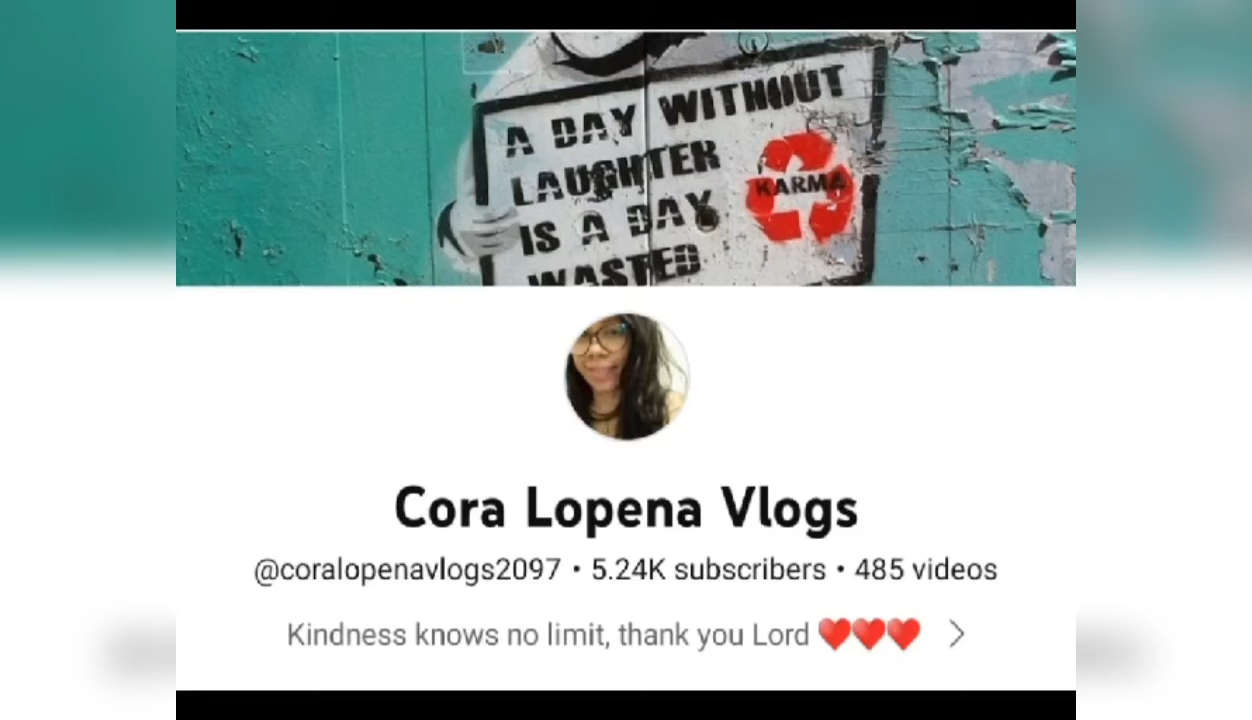 A DAY WITHOUT
LAUGHTER
IS A DAY
WASTED
KARMA
Cora Lopena Vlogs
@coralopenavlogs2097 • 5.24K subscribers • 485 videos
Kindness knows no limit, thank you Lord ❤️❤️❤️ >